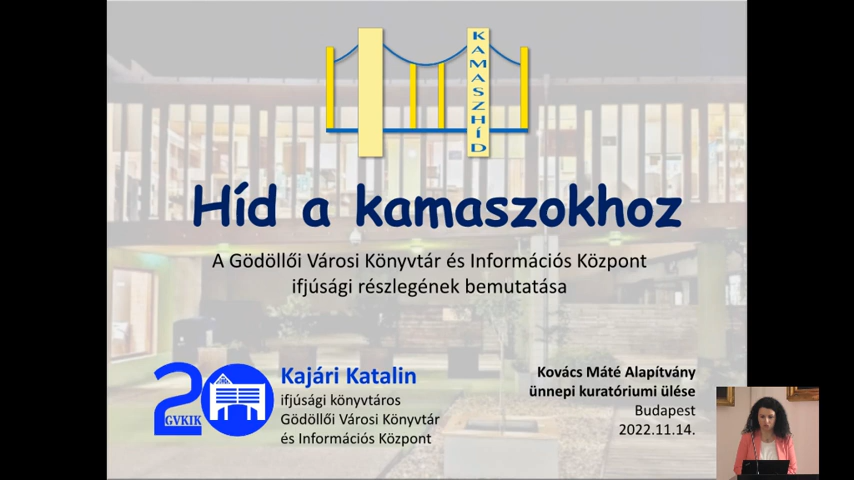 KAMASZHÍD
Híd a kamaszokhoz
A Gödöllői Városi Könyvtár és Információs Központ
ifjúsági részlegének bemutatása
20
GVKIK
Kajári Katalin
ifjúsági könyvtáros
Gödöllői Városi Könyvtár
és Információs Központ
Kovács Máté Alapítvány
ünnepi kuratóriumi ülése
Budapest
2022.11.14.